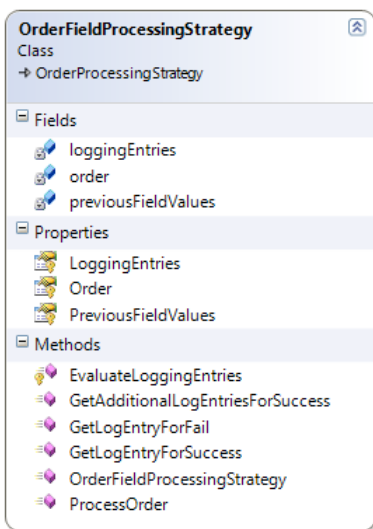 OrderFieldProcessingStrategy
Class
OrderProcessingStrategy
Fields
loggingEntries
order
previousFieldValues
Properties
LoggingEntries
Order
PreviousFieldValues
Methods
EvaluateLoggingEntries
GetAdditionalLogEntriesForSuccess
GetLogEntryForFail
GetLogEntryForSuccess
OrderFieldProcessingStrategy
ProcessOrder